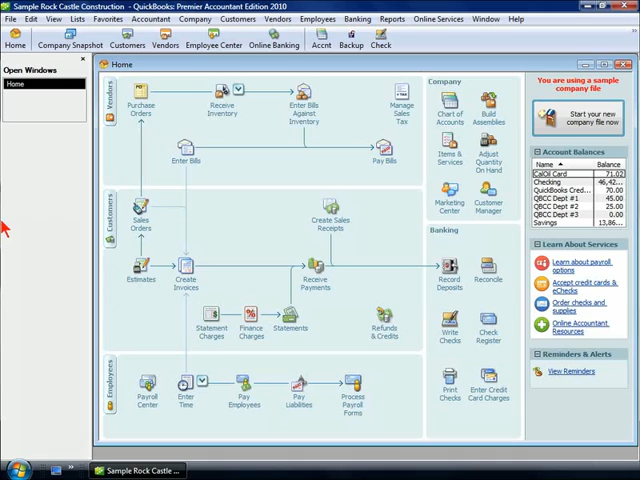 Sample Rock Castle Construction - QuickBooks: Premier Accountant Edition 2010
File Edit View Lists Favorites Accountant Company Customers Vendors Employees Banking Reports Online Services Window Help
Home Company Snapshot Customers Vendors Employee Center Online Banking Accnt Backup Check
Open Windows
Home
Home
Vendors
Purchase
Orders
Receive
Inventory
Enter Bills
Against
Inventory
Manage
Sales
Tax
Enter Bills
Pay Bills
Customers
Sales
Orders
Create Sales
Receipts
Estimates
Create
Invoices
Receive
Payments
Statement
Charges
Finance
Charges
Statements
Refunds
& Credits
Employees
Payroll
Center
Enter
Time
Pay
Employees
Pay
Liabilities
Process
Payroll
Forms
Company
Chart of
Accounts
Build
Assemblies
Items &
Services
Adjust
Quantity
On Hand
Marketing
Center
Customer
Manager
Banking
Record
Deposits
Reconcile
Write
Checks
Check
Register
Print
Checks
Enter Credit
Card Charges
You are using a sample
company file
Start your new
company file now
Account Balances
Name Balance
CalOil Card 71.02
Checking 46,42...
QuickBooks Cred... 70.00
QBCC Dept #1 45.00
QBCC Dept #2 25.00
QBCC Dept #3 0.00
Savings 13,86...
Learn About Services
Learn about payroll
options
Accept credit cards &
eChecks
Order checks and
supplies
Online Accountant
Resources
Reminders & Alerts
View Reminders
Sample Rock Castle ...